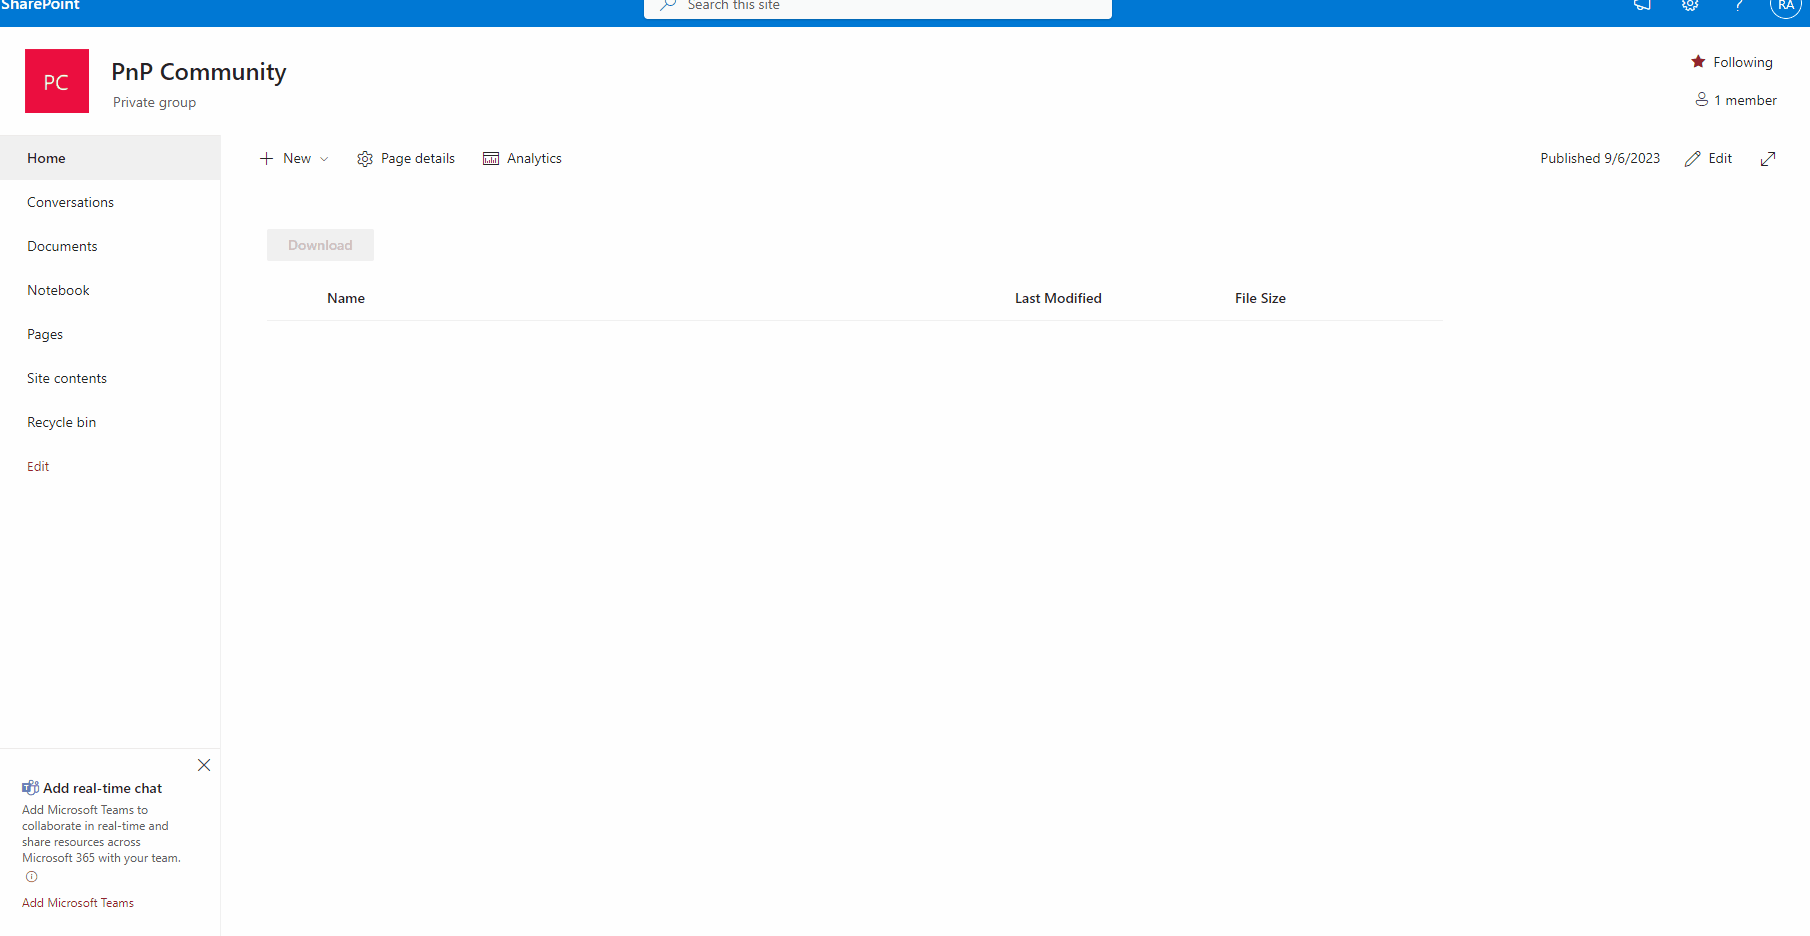 SharePoint
Search this site
?
RA
PC
PnP Community
Private group
Following
1 member
Home
Conversations
Documents
Notebook
Pages
Site contents
Recycle bin
Edit
New
Page details
Analytics
Published 9/6/2023
Edit
Download
Name
Last Modified
File Size
Add real-time chat
Add Microsoft Teams to
collaborate in real-time and
share resources across
Microsoft 365 with your team.
Add Microsoft Teams